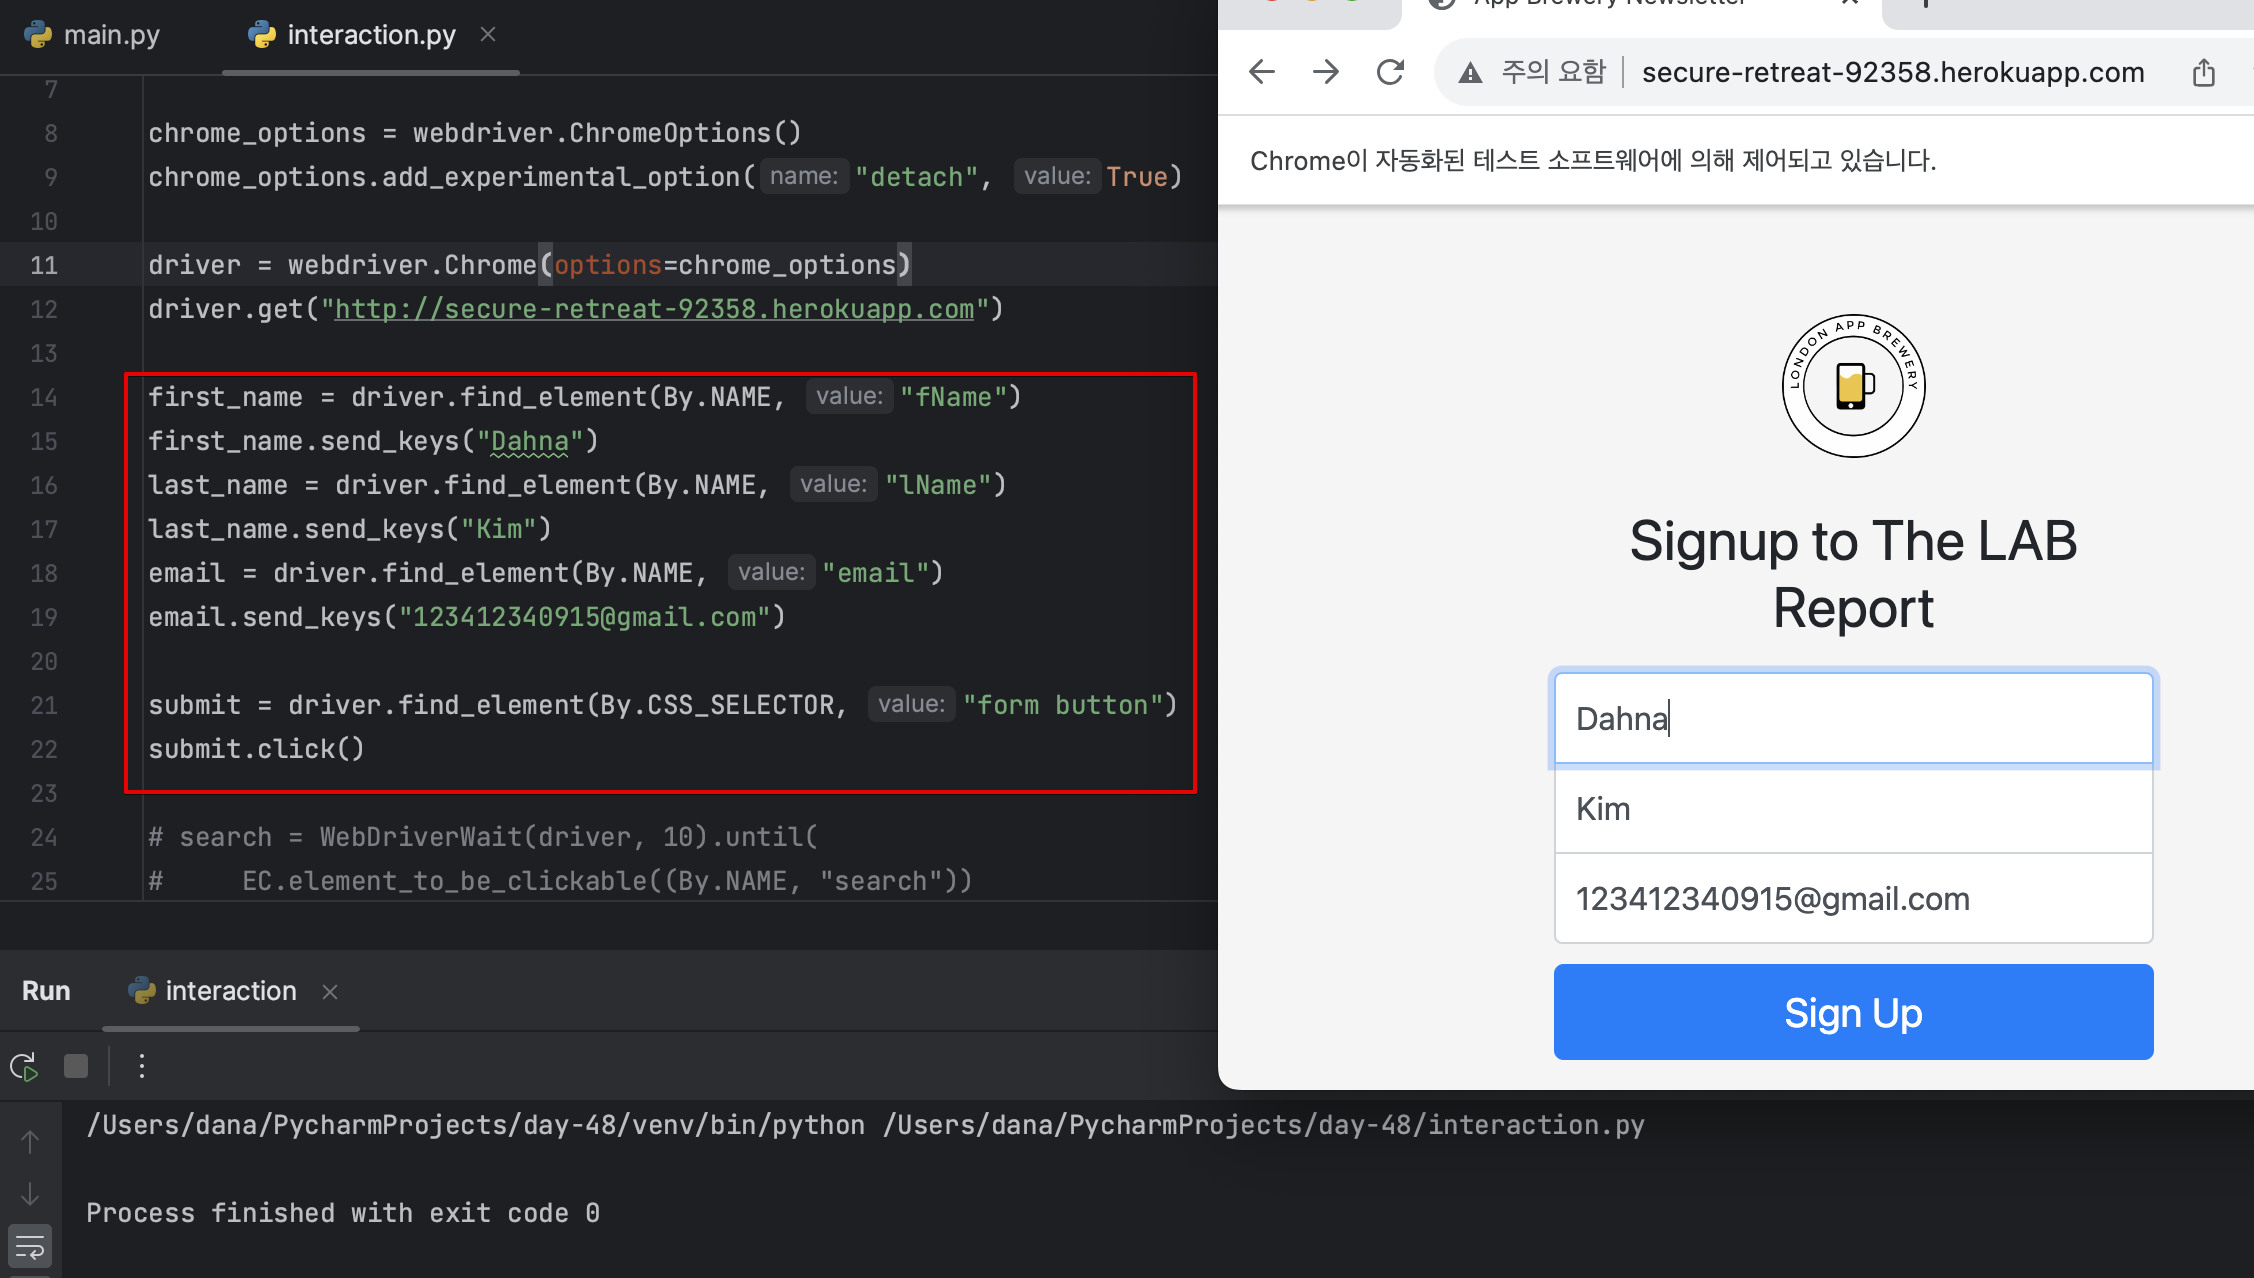 main.py
interaction.py
7
8 chrome_options = webdriver.ChromeOptions()
9 chrome_options.add_experimental_option( name: "detach", value: True)
10
11 driver = webdriver.Chrome(options=chrome_options)
12 driver.get("http://secure-retreat-92358.herokuapp.com")
13
14 first_name = driver.find_element(By.NAME, value: "fName")
15 first_name.send_keys("Dahna")
16 last_name = driver.find_element(By.NAME, value: "lName")
17 last_name.send_keys("Kim")
18 email = driver.find_element(By.NAME, value: "email")
19 email.send_keys("123412340915@gmail.com")
20
21 submit = driver.find_element(By.CSS_SELECTOR, value: "form button")
22 submit.click()
23
24 # search = WebDriverWait(driver, 10).until(
25 #     EC.element_to_be_clickable((By.NAME, "search"))
Run
interaction
/Users/dana/PycharmProjects/day-48/venv/bin/python /Users/dana/PycharmProjects/day-48/interaction.py
Process finished with exit code 0
App Brewery Newsletter
주의 요함
secure-retreat-92358.herokuapp.com
Chrome이 자동화된 테스트 소프트웨어에 의해 제어되고 있습니다.
LONDON APP BREWERY
Signup to The LAB
Report
Dahna
Kim
123412340915@gmail.com
Sign Up